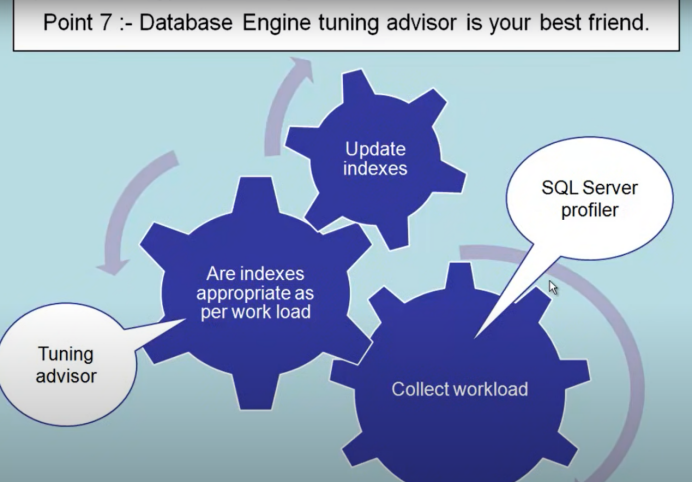 Point 7 :- Database Engine tuning advisor is your best friend.
Update
indexes
SQL Server
profiler
Are indexes
appropriate as
per work load
Tuning
advisor
Collect workload